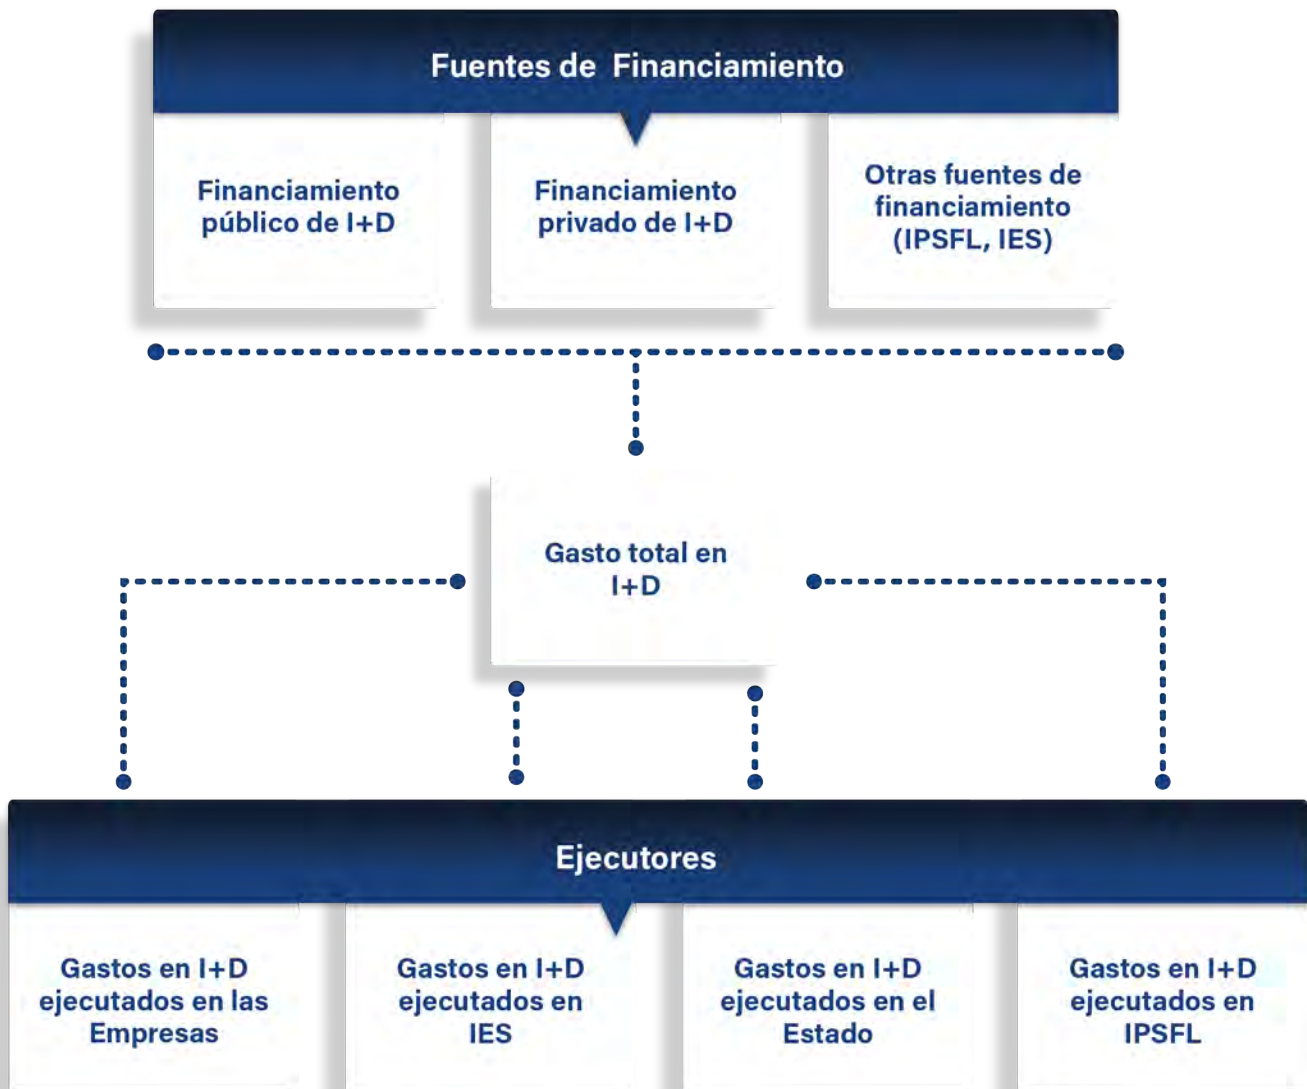 Fuentes de Financiamiento
Financiamiento
público de I+D
Financiamiento
privado de I+D
Otras fuentes de
financiamiento
(IPSFL, IES)
Gasto total en
I+D
Ejecutores
Gastos en I+D
ejecutados en las
Empresas
Gastos en I+D
ejecutados en
IES
Gastos en I+D
ejecutados en el
Estado
Gastos en I+D
ejecutados en
IPSFL